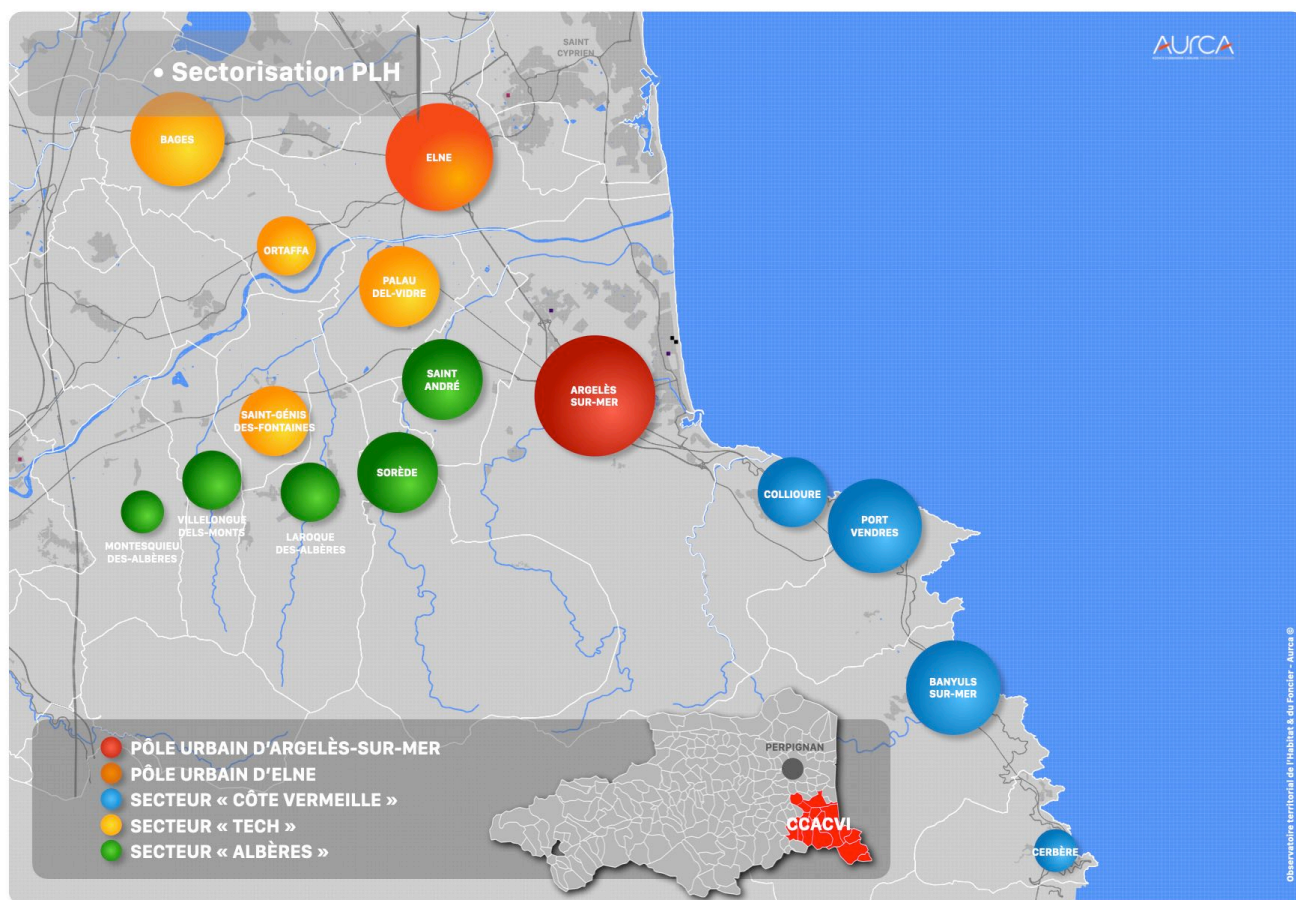 SAINT
CYPRIEN
AURCA
• Sectorisation PLH
BAGES
ELNE
ORTAFFA
PALAU
DEL-VIDRE
SAINT
ANDRÉ
ARGELÈS
SUR-MER
SAINT-GÉNIS
DES-FONTAINES
SORÈDE
VILLELONGUE
DELS-MONTS
LAROQUE
DES-ALBÈRES
MONTESQUIEU
DES-ALBÈRES
COLLIOURE
PORT
VENDRES
BANYULS
SUR-MER
CERBÈRE
PÔLE URBAIN D'ARGELÈS-SUR-MER
PÔLE URBAIN D'ELNE
SECTEUR « CÔTE VERMEILLE »
SECTEUR « TECH »
SECTEUR « ALBÈRES »
PERPIGNAN
CCACVI
Observatoire territorial de l'Habitat & du Foncier - Aurca ©